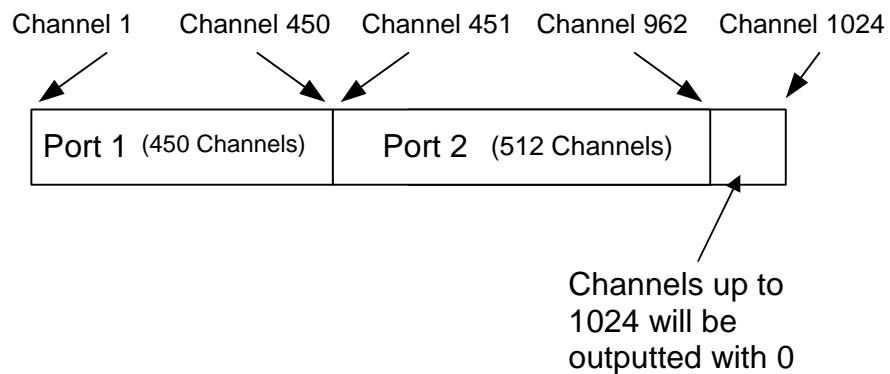 Channel 1 Channel 450 Channel 451 Channel 962 Channel 1024
Port 1 (450 Channels) Port 2 (512 Channels)
Channels up to
1024 will be
outputted with 0